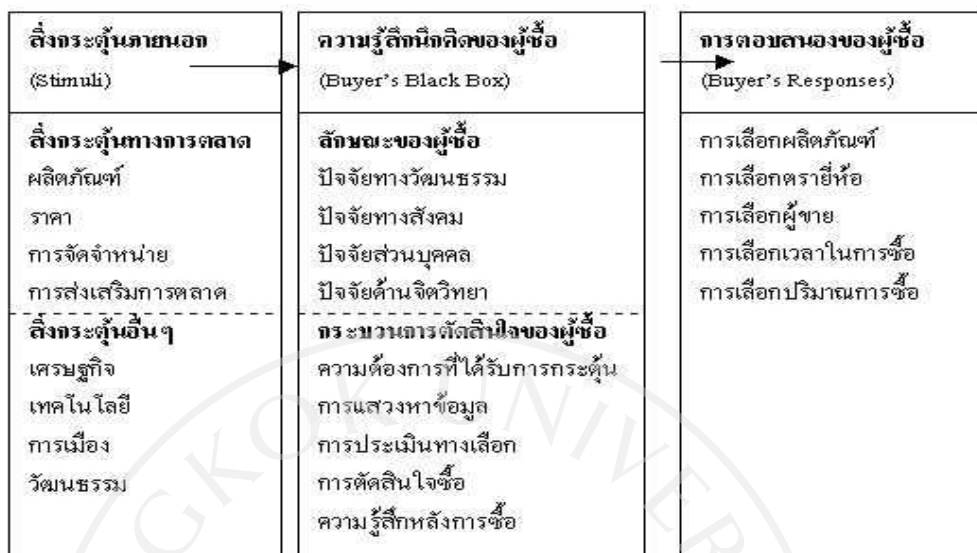 สิ่งกระตุ้นภายนอก
(Stimuli)
สิ่งกระตุ้นทางการตลาด
ผลิตภัณฑ์
ราคา
การจัดจำหน่าย
การส่งเสริมการตลาด
สิ่งกระตุ้นอื่นๆ
เศรษฐกิจ
เทคโนโลยี
การเมือง
วัฒนธรรม
ความรู้สึกนึกคิดของผู้ซื้อ
(Buyer's Black Box)
ลักษณะของผู้ซื้อ
ปัจจัยทางวัฒนธรรม
ปัจจัยทางสังคม
ปัจจัยส่วนบุคคล
ปัจจัยด้านจิตวิทยา
กระบวนการตัดสินใจของผู้ซื้อ
ความต้องการที่ได้รับการกระตุ้น
การแสวงหาข้อมูล
การประเมินทางเลือก
การตัดสินใจซื้อ
ความรู้สึกหลังการซื้อ
การตอบสนองของผู้ซื้อ
(Buyer's Responses)
การเลือกผลิตภัณฑ์
การเลือกตรายี่ห้อ
การเลือกผู้ขาย
การเลือกเวลาในการซื้อ
การเลือกปริมาณการซื้อ
GKOK UNIVER